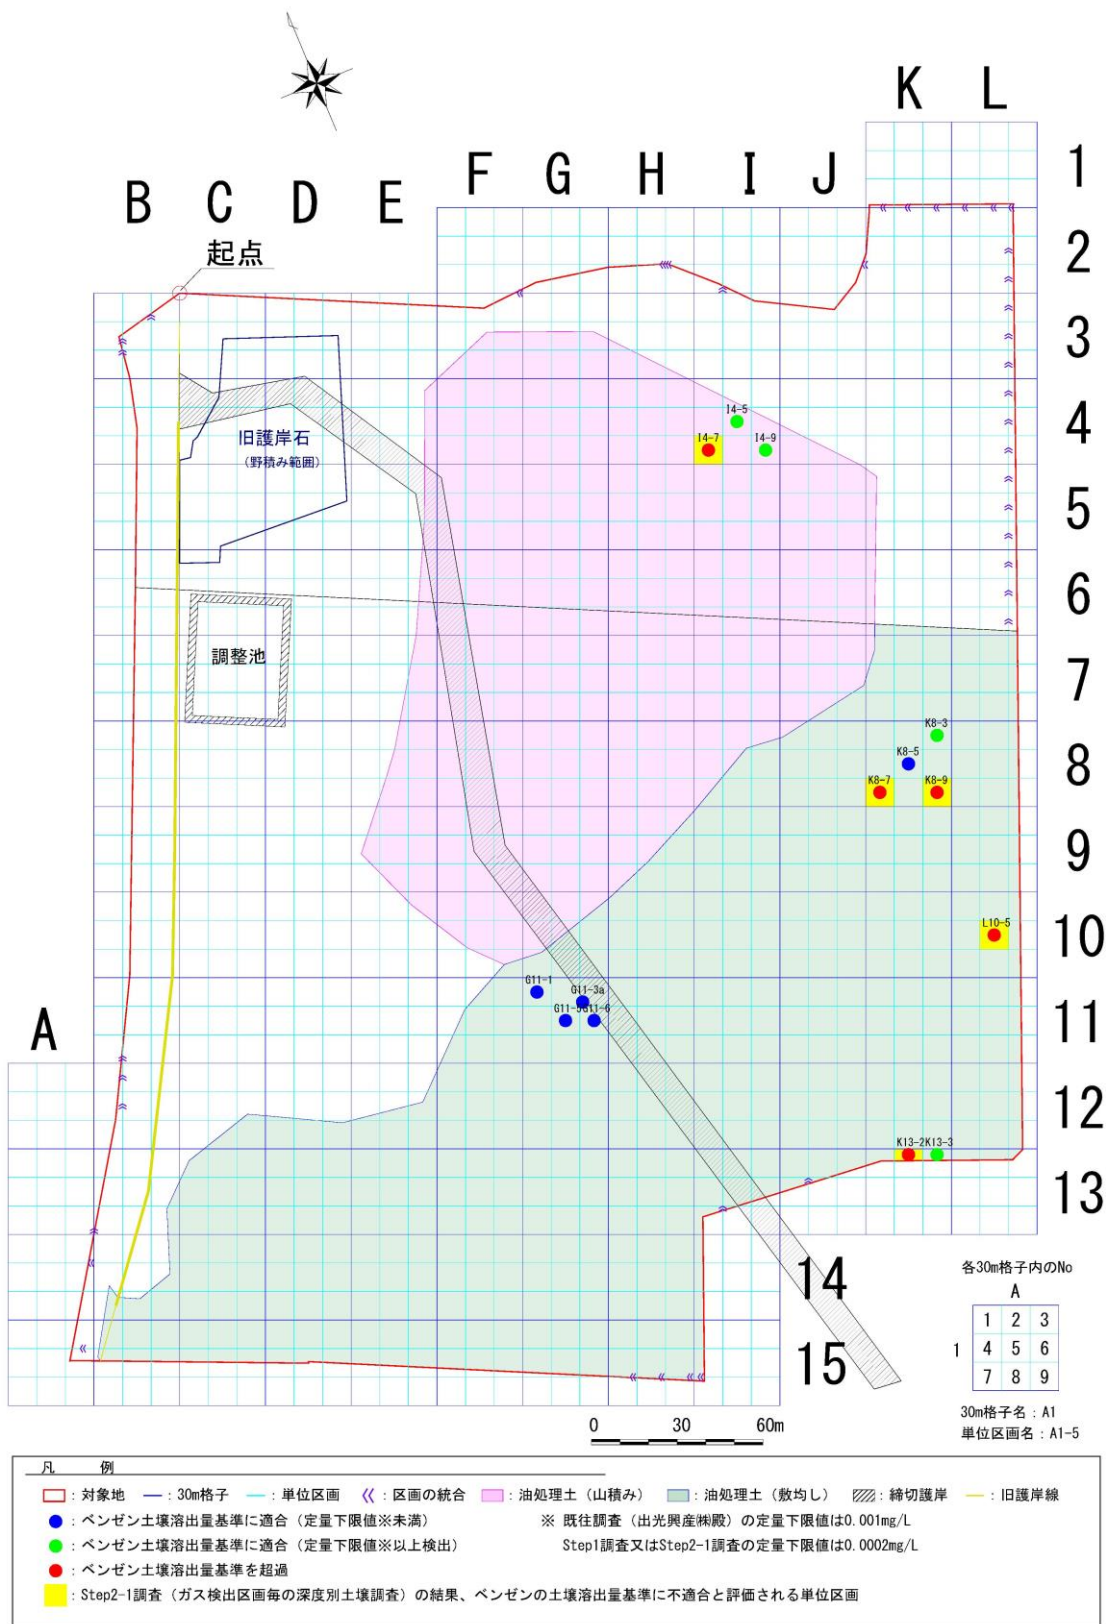 K L
1
F G H I J
B C D E
2
起点
3
I4-5
4
I4-7 I4-9
旧護岸石
(野積み範囲)
5
6
調整池
7
K8-3
K8-5
8
K8-7 K8-9
9
L10-5
10
G11-1
G11-3a
G11-5 G11-6
11
A
12
K13-2 K13-3
13
14
各30m格子内のNo
A
1 2 3
1 4 5 6
7 8 9
15
30m格子名:A1
単位区画名:A1-5
0 30 60m
凡 例
:対象地 :30m格子 :単位区画 :区画の統合 :油処理土(山積み) :油処理土(敷均し) :締切護岸 :旧護岸線
:ベンゼン土壌溶出量基準に適合(定量下限値※未満) ※ 既往調査(出光興産㈱殿)の定量下限値は0.001mg/L
:ベンゼン土壌溶出量基準に適合(定量下限値※以上検出) Step1調査又はStep2-1調査の定量下限値は0.0002mg/L
:ベンゼン土壌溶出量基準を超過
:Step2-1調査(ガス検出区画毎の深度別土壌調査)の結果、ベンゼンの土壌溶出量基準に不適合と評価される単位区画